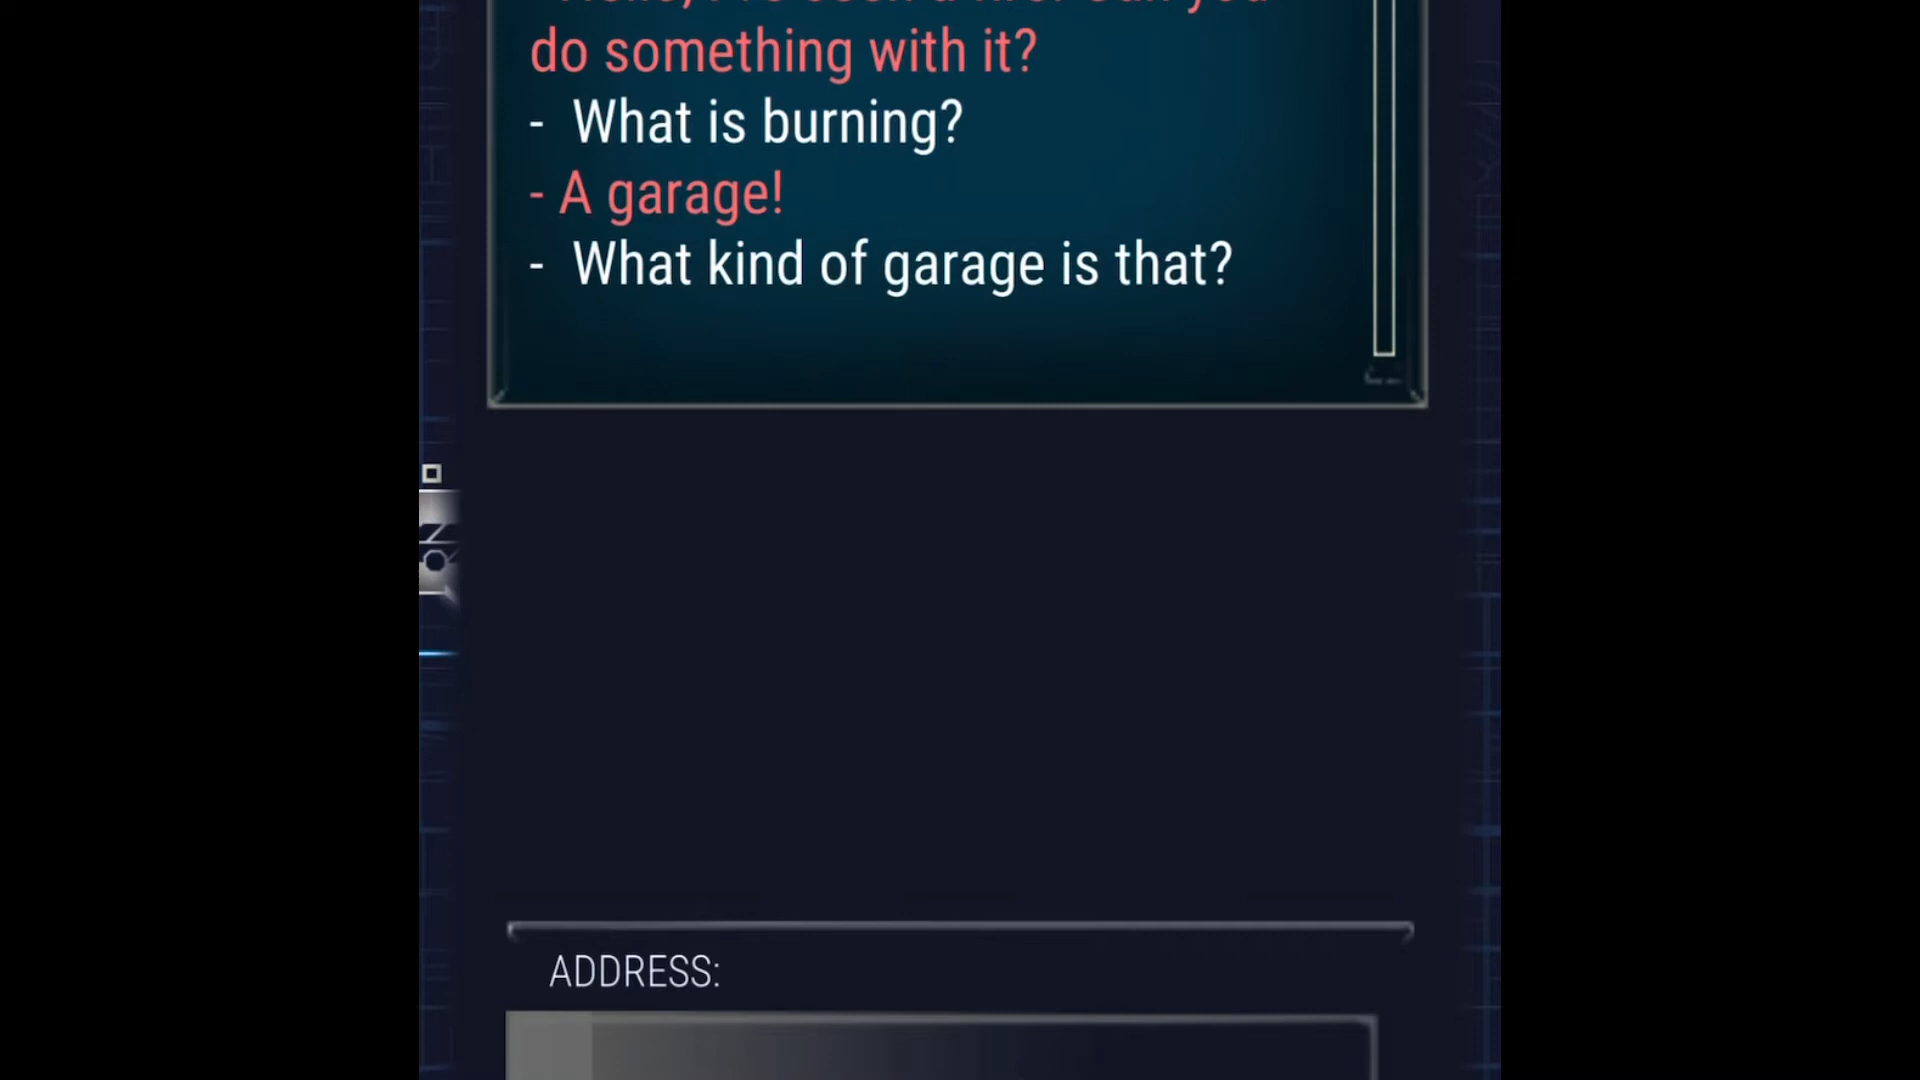 do something with it?
- What is burning?
- A garage!
- What kind of garage is that?
ADDRESS: